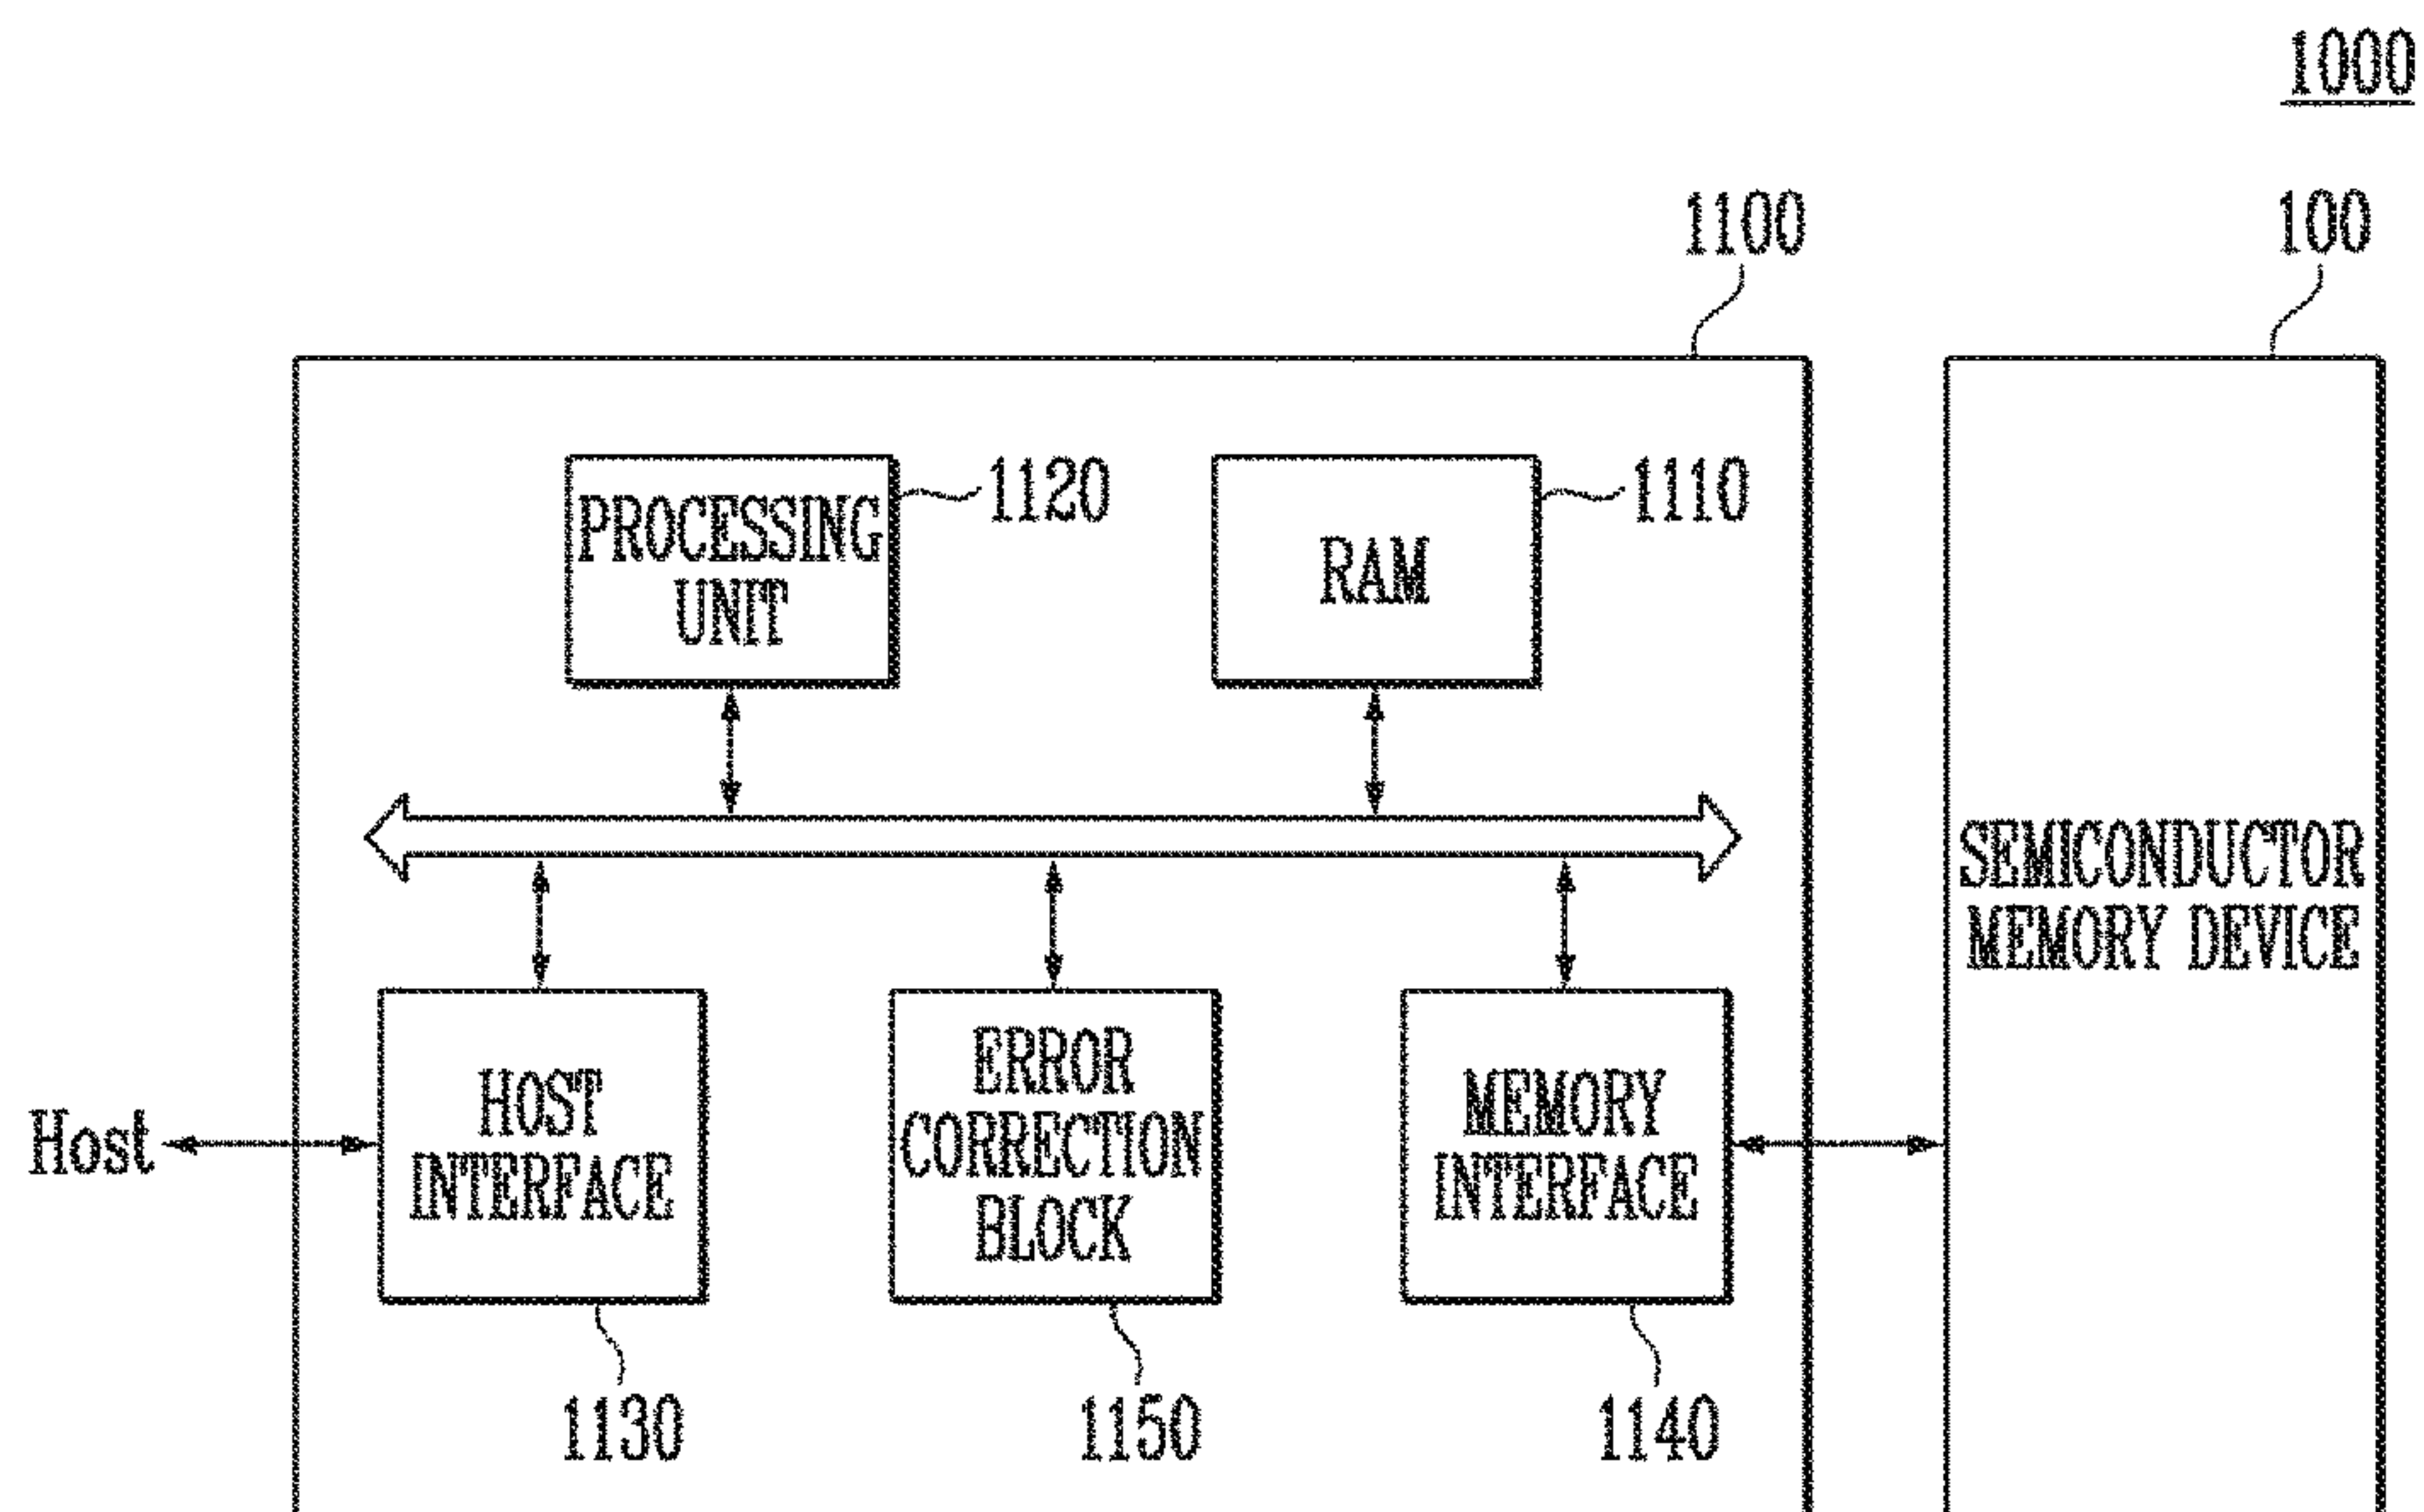 1000
1100
100
PROCESSING
UNIT
1120
RAM
1110
SEMICONDUCTOR
MEMORY DEVICE
Host
HOST
INTERFACE
ERROR
CORRECTION
BLOCK
MEMORY
INTERFACE
1130
1150
1140